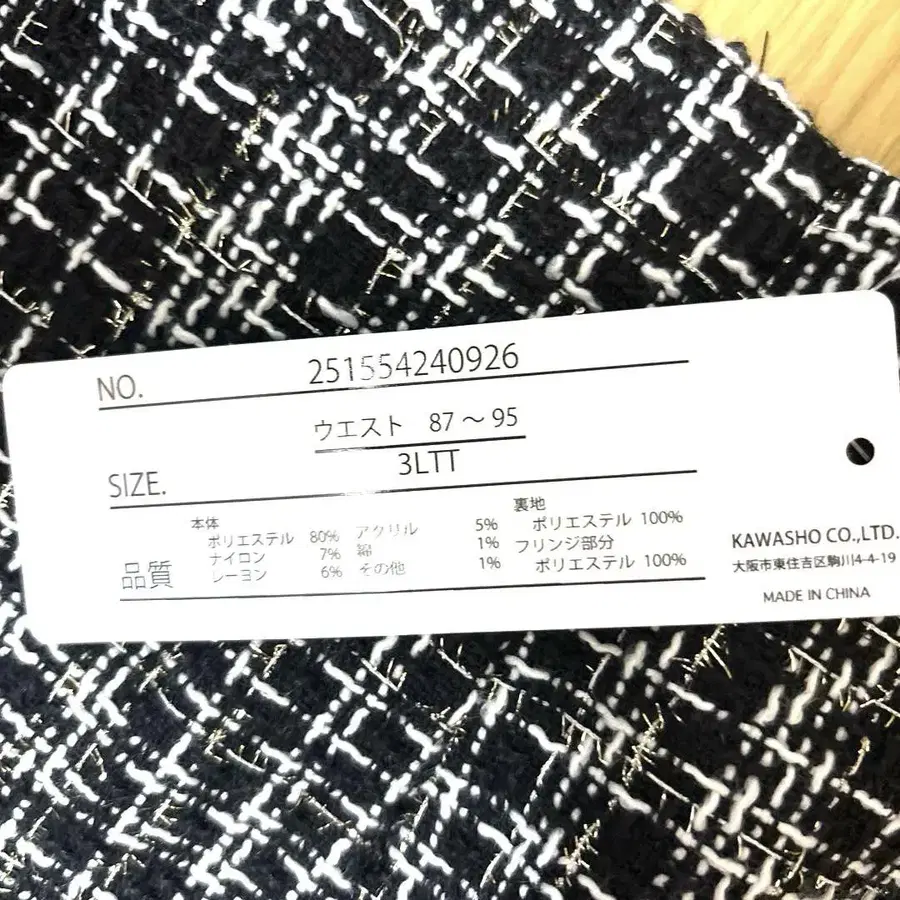 NO. 251554240926
ウエスト 87～95
SIZE. 3LTT
品質
本体
ポリエステル 80%
ナイロン 7%
レーヨン 6%
アクリル 5%
綿 1%
その他 1%
裏地
ポリエステル 100%
フリンジ部分
ポリエステル 100%
KAWASHO CO.,LTD.
大阪市東住吉区駒川4-4-19
MADE IN CHINA